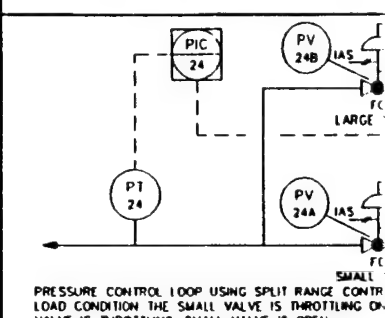 PIC
24
PV
24B
IAS
FC
LARGE
PT
24
PV
24A
IAS
FC
SMALL
PRESSURE CONTROL LOOP USING SPLIT RANGE CONTR
LOAD CONDITION THE SMALL VALVE IS THROTTLING ON